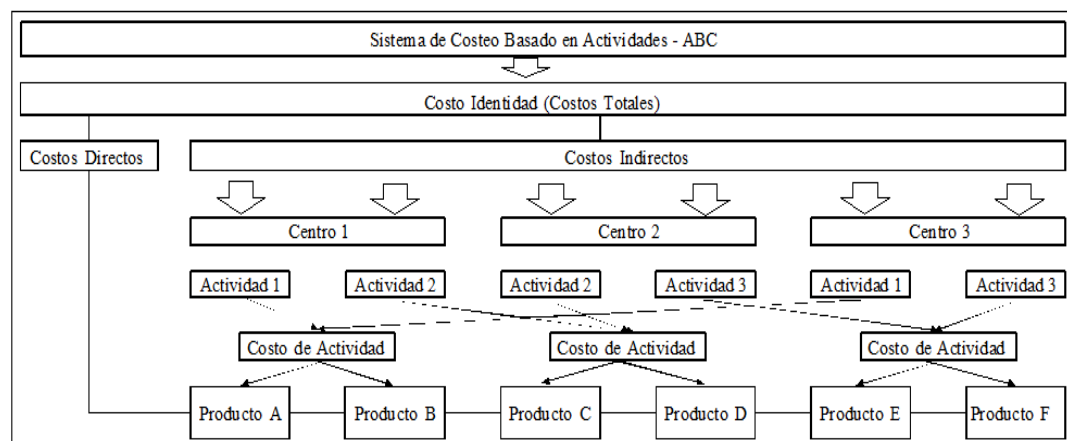 Sistema de Costeo Basado en Actividades - ABC
Costo Identidad (Costos Totales)
Costos Directos
Costos Indirectos
Centro 1
Centro 2
Centro 3
Actividad 1
Actividad 2
Actividad 2
Actividad 3
Actividad 1
Actividad 3
Costo de Actividad
Costo de Actividad
Costo de Actividad
Producto A
Producto B
Producto C
Producto D
Producto E
Producto F